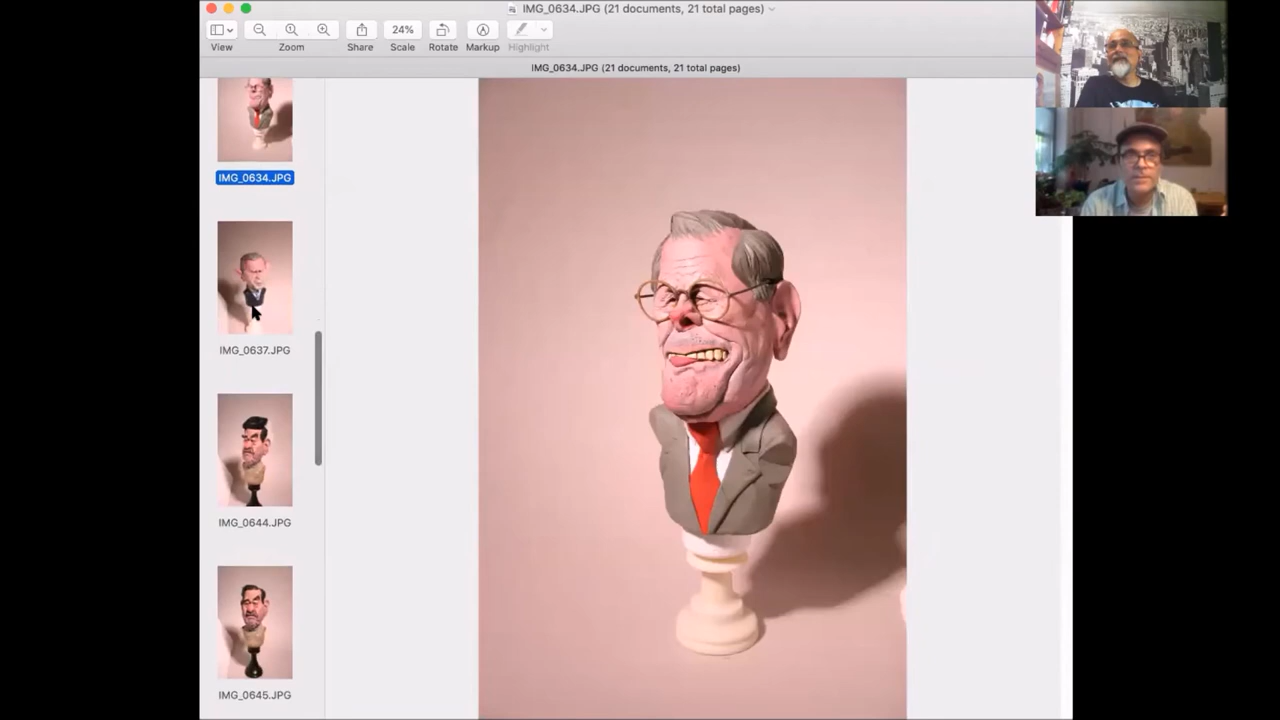 IMG_0634.JPG (21 documents, 21 total pages)
24%
View
Zoom
Share
Scale
Rotate
Markup
Highlight
IMG_0634.JPG (21 documents, 21 total pages)
IMG_0634.JPG
IMG_0637.JPG
IMG_0644.JPG
IMG_0645.JPG